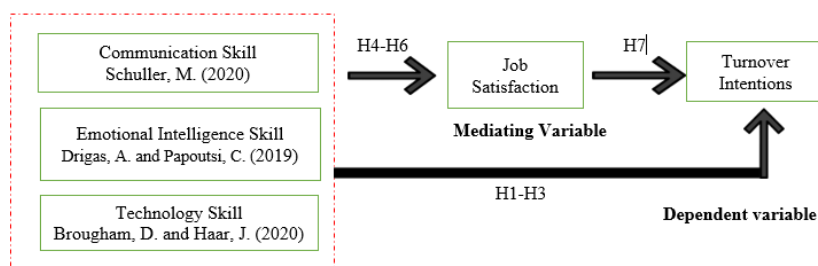 Communication Skill
Schuller, M. (2020)
Emotional Intelligence Skill
Drigas, A. and Papoutsi, C. (2019)
Technology Skill
Brougham, D. and Haar, J. (2020)
H4-H6
Job
Satisfaction
Mediating Variable
H7
Turnover
Intentions
H1-H3
Dependent variable